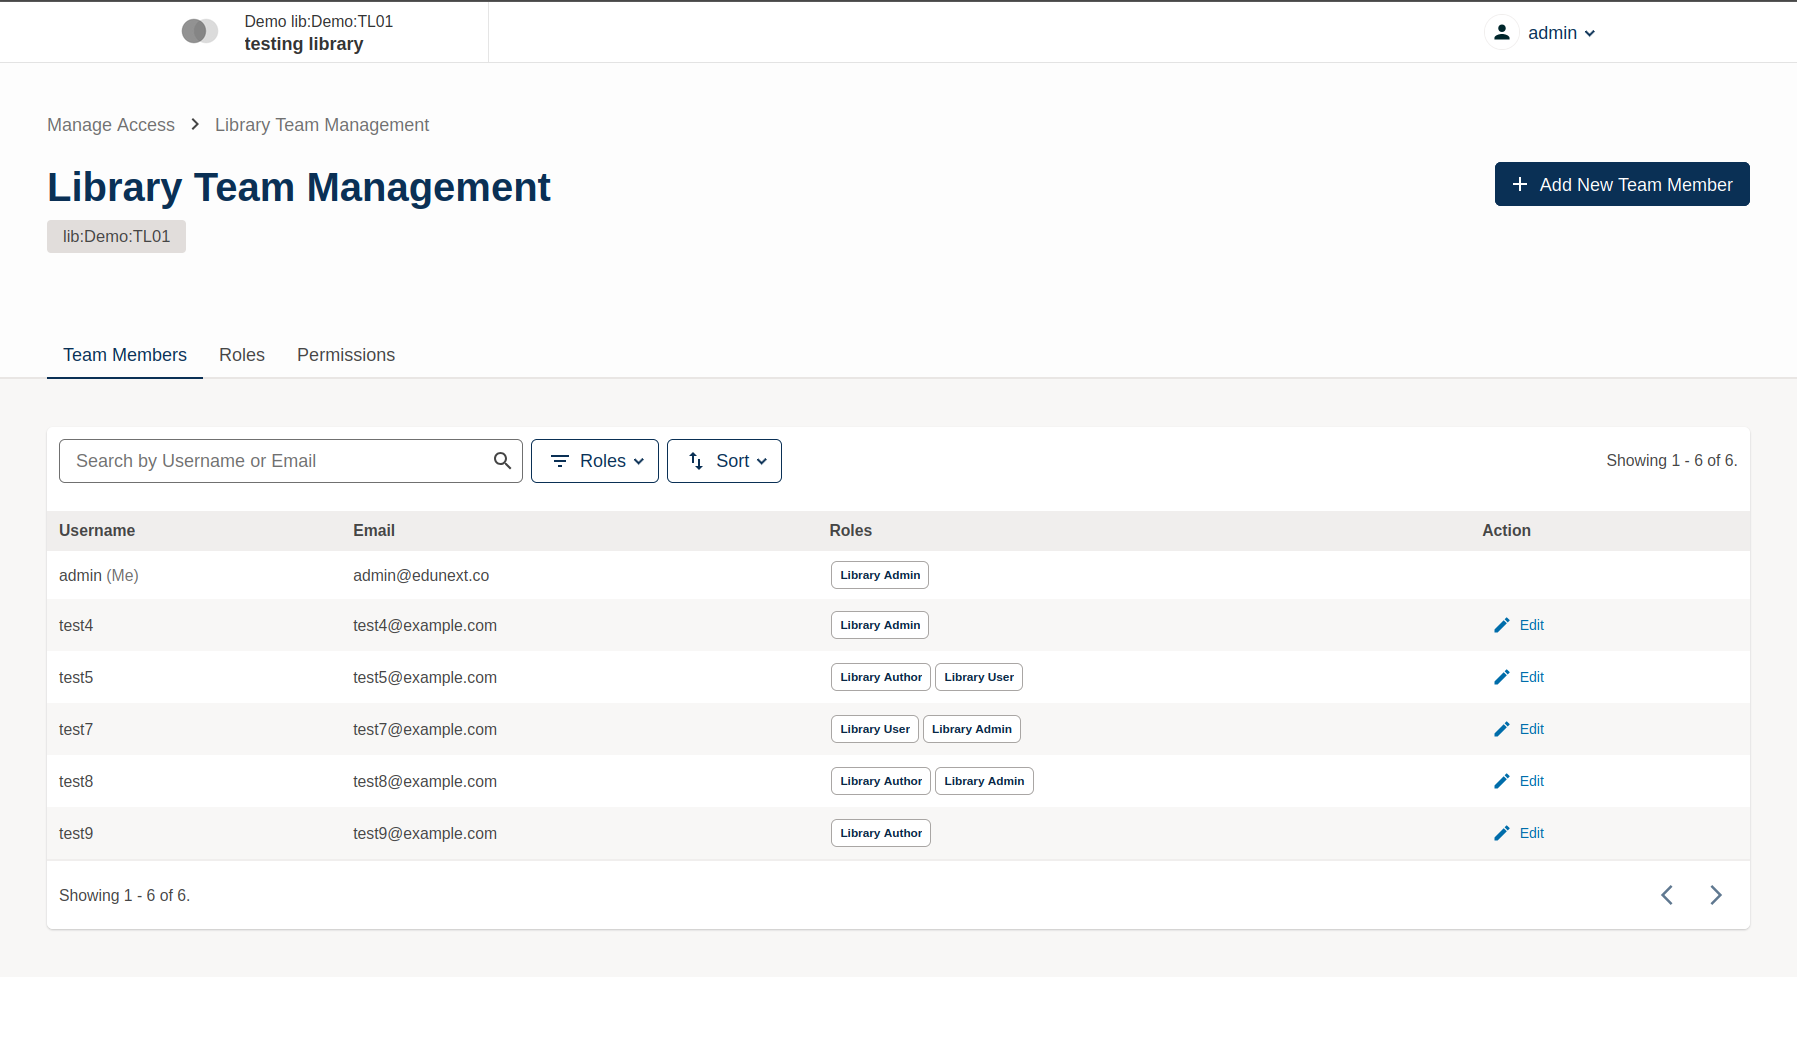 Demo lib:Demo:TL01
testing library
admin
Manage Access > Library Team Management
Library Team Management
Add New Team Member
lib:Demo:TL01
Team Members Roles Permissions
Search by Username or Email Roles Sort Showing 1 - 6 of 6.
Username Email Roles Action
admin (Me) admin@edunext.co Library Admin
test4 test4@example.com Library Admin Edit
test5 test5@example.com Library Author Library User Edit
test7 test7@example.com Library User Library Admin Edit
test8 test8@example.com Library Author Library Admin Edit
test9 test9@example.com Library Author Edit
Showing 1 - 6 of 6.